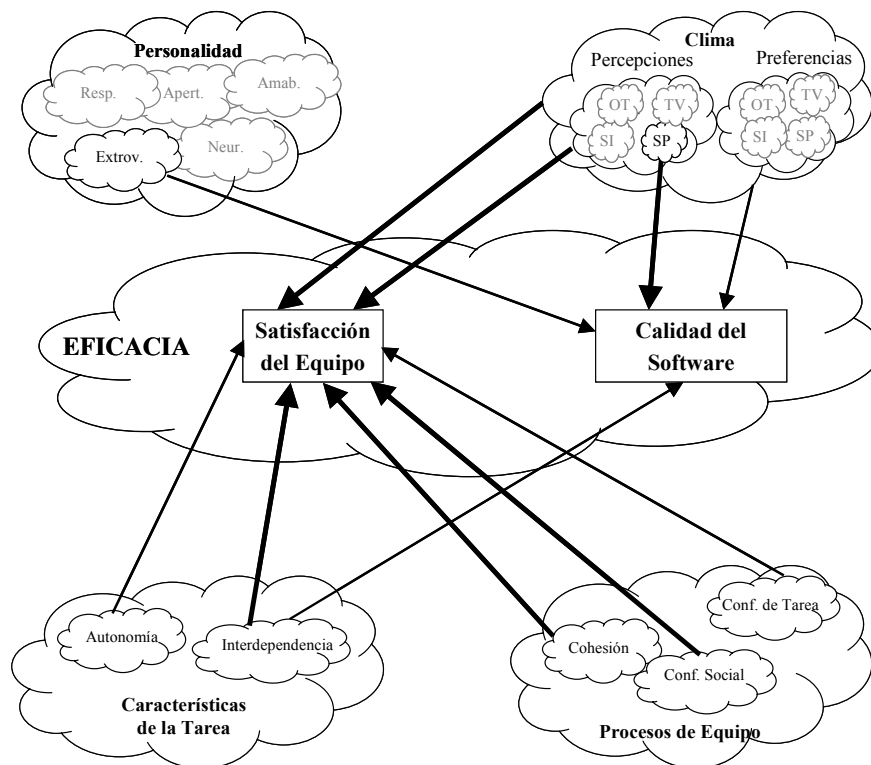 Personalidad
Resp.
Apert.
Amab.
Extrov.
Neur.
Clima
Percepciones
Preferencias
OT
TV
SI
SP
OT
TV
SI
SP
EFICACIA
Satisfacción
del Equipo
Calidad del
Software
Autonomía
Interdependencia
Características
de la Tarea
Conf. de Tarea
Cohesión
Conf. Social
Procesos de Equipo